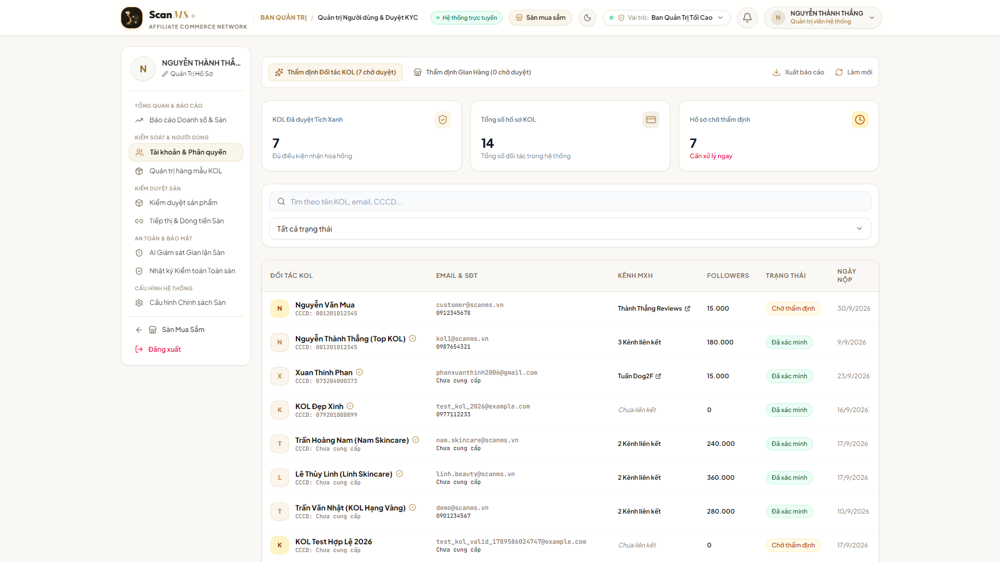 ScanMS
AFFILIATE COMMERCE NETWORK
BAN QUẢN TRỊ / Quản trị Người dùng & Duyệt KYC
Hệ thống trực tuyến
Sàn mua sắm
Vai trò: Ban Quản Trị Tối Cao
N
NGUYỄN THÀNH THẮNG
Quản trị viên Hệ thống
N
NGUYỄN THÀNH THẮ...
Quản Trị Hồ Sơ
TỔNG QUAN & BÁO CÁO
Báo cáo Doanh số & Sàn
KIỂM SOÁT & NGƯỜI DÙNG
Tài khoản & Phân quyền
Quản trị hàng mẫu KOL
KIỂM DUYỆT SÀN
Kiểm duyệt sản phẩm
Tiếp thị & Dòng tiền Sàn
AN TOÀN & BẢO MẬT
AI Giám sát Gian lận Sàn
Nhật ký Kiểm toán Toàn sàn
CẤU HÌNH HỆ THỐNG
Cấu hình Chính sách Sàn
Sàn Mua Sắm
Đăng xuất
Thẩm định Đối tác KOL (7 chờ duyệt)
Thẩm định Gian Hàng (0 chờ duyệt)
Xuất báo cáo
Làm mới
KOL Đã duyệt Tích Xanh
7
Đủ điều kiện nhận hoa hồng
Tổng số hồ sơ KOL
14
Tổng số đối tác trong hệ thống
Hồ sơ chờ thẩm định
7
Cần xử lý ngay
Tìm theo tên KOL, email, CCCD...
Tất cả trạng thái
ĐỐI TÁC KOL EMAIL & SĐT KÊNH MXH FOLLOWERS TRẠNG THÁI NGÀY NỘP
N Nguyễn Văn Mua customer@scanms.vn Thành Thắng Reviews 15.000 Chờ thẩm định 30/9/2026
CCCD: 001201012345 0912345678
N Nguyễn Thành Thắng (Top KOL) kol1@scanms.vn 3 Kênh liên kết 180.000 Đã xác minh 9/9/2026
CCCD: 001201012345 0987654321
X Xuan Thinh Phan phanxuanthinh2006@gmail.com Tuấn Dog2F 15.000 Đã xác minh 23/9/2026
CCCD: 073204000373 Chưa cung cấp
K KOL Đẹp Xinh test_kol_2026@example.com Chưa liên kết 0 Đã xác minh 16/9/2026
CCCD: 079201008899 0977112233
T Trần Hoàng Nam (Nam Skincare) nam.skincare@scanms.vn 2 Kênh liên kết 240.000 Đã xác minh 17/9/2026
CCCD: Chưa cung cấp Chưa cung cấp
L Lê Thùy Linh (Linh Skincare) linh.beauty@scanms.vn 2 Kênh liên kết 360.000 Đã xác minh 17/9/2026
CCCD: Chưa cung cấp Chưa cung cấp
T Trần Văn Nhật (KOL Hạng Vàng) demo@scanms.vn 2 Kênh liên kết 280.000 Đã xác minh 10/9/2026
CCCD: Chưa cung cấp 0901234567
K KOL Test Hợp Lệ 2026 test_kol_valid_1789586024747@example.com Chưa liên kết 0 Chờ thẩm định 17/9/2026
CCCD: Chưa cung cấp Chưa cung cấp